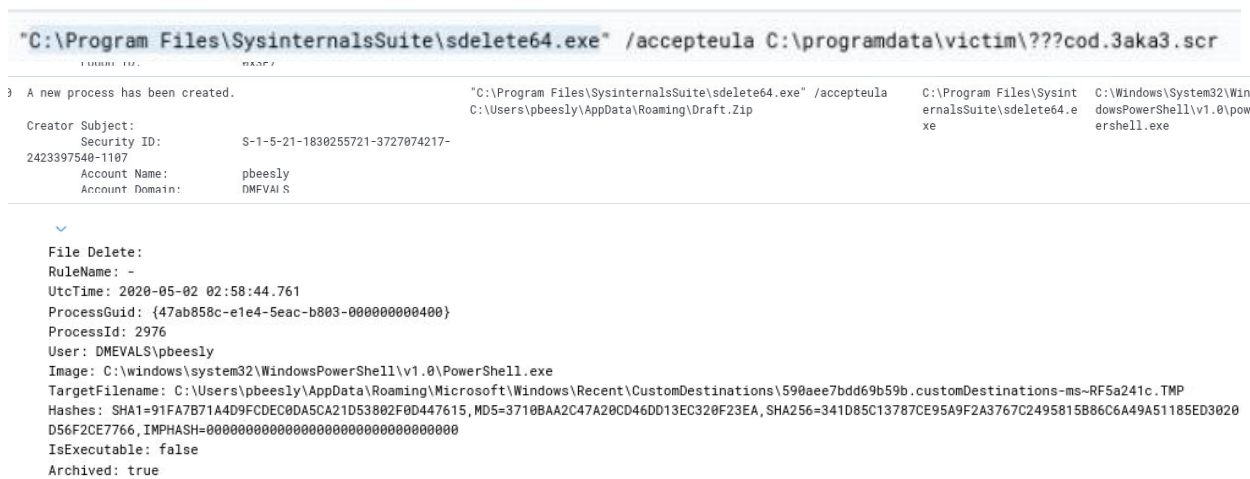 "C:\Program Files\SysinternalsSuite\sdelete64.exe" /accepteula C:\programdata\victim\???cod.3aka3.scr
Logon ID: 0x3E7
A new process has been created.
"C:\Program Files\SysinternalsSuite\sdelete64.exe" /accepteula
C:\Users\pbeesly\AppData\Roaming\Draft.Zip
C:\Program Files\Sysint
ernalsSuite\sdelete64.e
xe
C:\Windows\System32\Win
dowsPowerShell\v1.0\pow
ershell.exe
Creator Subject:
Security ID: S-1-5-21-1830255721-3727074217-
2423397540-1107
Account Name: pbeesly
Account Domain: DMEVALS
File Delete:
RuleName: -
UtcTime: 2020-05-02 02:58:44.761
ProcessGuid: {47ab858c-e1e4-5eac-b803-000000000400}
ProcessId: 2976
User: DMEVALS\pbeesly
Image: C:\windows\system32\WindowsPowerShell\v1.0\PowerShell.exe
TargetFilename: C:\Users\pbeesly\AppData\Roaming\Microsoft\Windows\Recent\CustomDestinations\590aee7bdd69b59b.customDestinations-ms~RF5a241c.TMP
Hashes: SHA1=91FA7B71A4D9FCDEC0DA5CA21D53802F0D447615,MD5=3710BAA2C47A20CD46DD13EC320F23EA,SHA256=341D85C13787CE95A9F2A3767C2495815B86C6A49A51185ED3020
D56F2CE7766,IMPHASH=00000000000000000000000000000000
IsExecutable: false
Archived: true